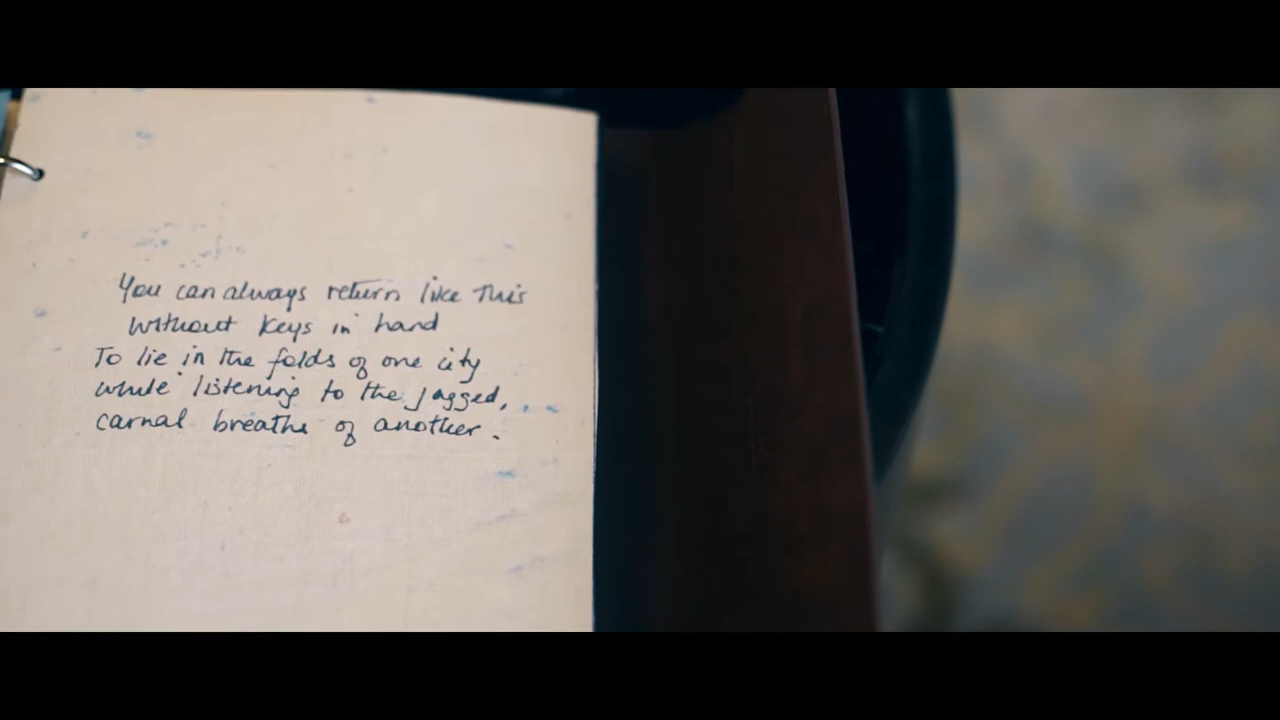 You can always return like this
without keys in hand
To lie in the folds of one city
while listening to the jagged,
carnal breaths of another.